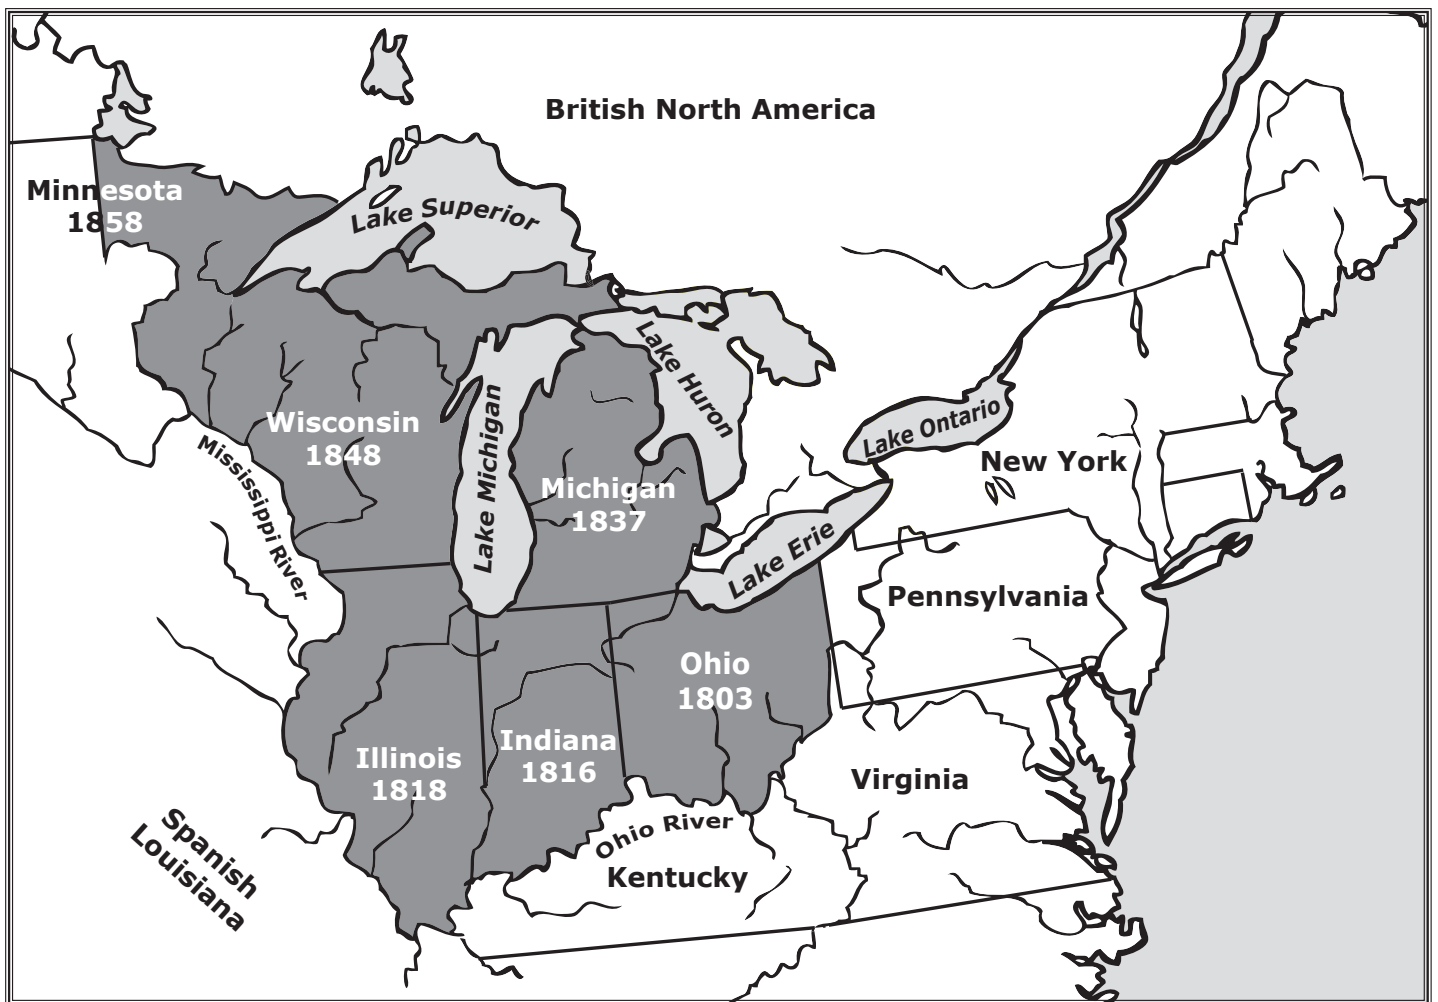 British North America
Minnesota
1858
Lake Superior
Lake Huron
Lake Michigan
Lake Ontario
Wisconsin
1848
Mississippi River
Michigan
1837
New York
Lake Erie
Pennsylvania
Ohio
1803
Indiana
1816
Illinois
1818
Virginia
Ohio River
Kentucky
Spanish
Louisiana